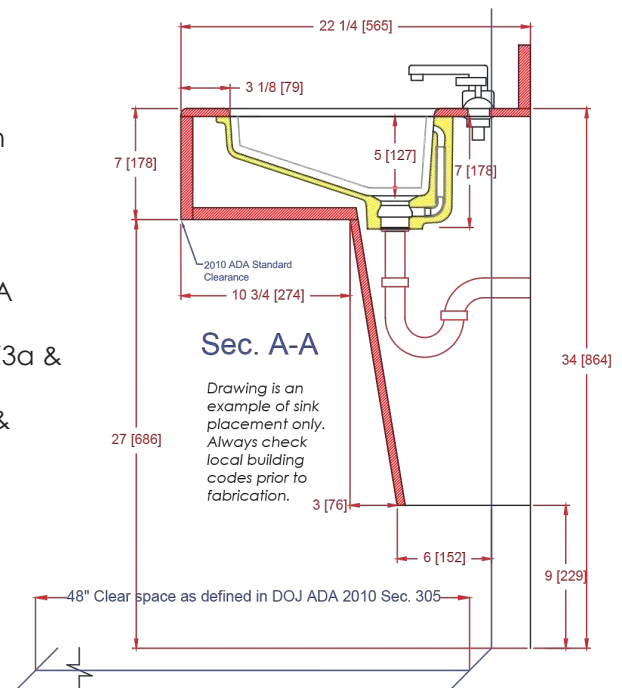 22 1/4 [565]
3 1/8 [79]
n
7 [178]
5 [127]
7 [178]
2010 ADA Standard
Clearance
A
10 3/4 [274]
Sec. A-A
3a &
34 [864]
Drawing is an
example of sink
placement only.
Always check
local building
codes prior to
fabrication.
&
27 [686]
3 [76]
6 [152]
9 [229]
48" Clear space as defined in DOJ ADA 2010 Sec. 305